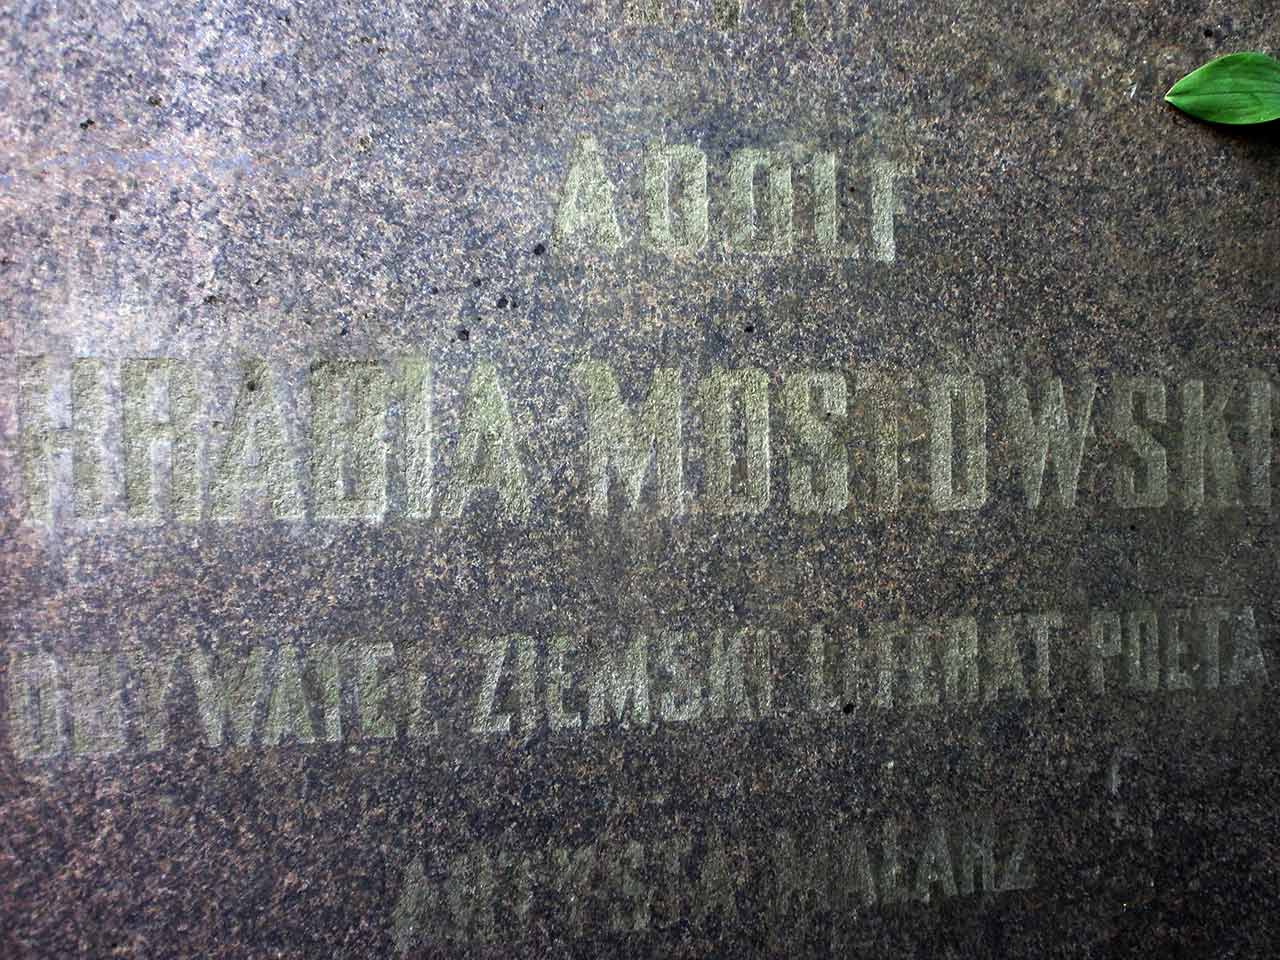 ADOLF
HRABIA MOSTOWSKI
OBYWATEL ZIEMSKI LITERAT POETA
ARTYSTA MALARZ